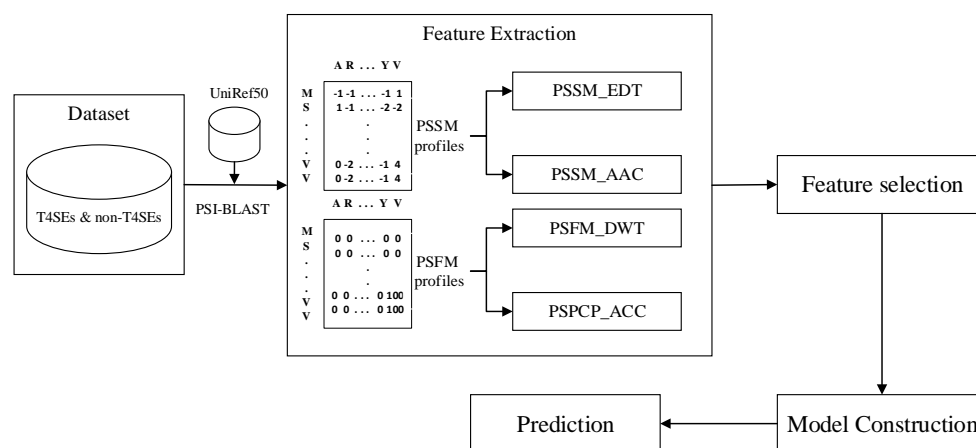 Feature Extraction
Dataset
T4SEs & non-T4SEs
UniRef50
PSI-BLAST
A R . . . Y V
M
S
.
.
.
V
V
-1 -1 ... -1 1
1 -1 ... -2 -2
.
.
.
0 -2 ... -1 4
0 -2 ... -1 4
PSSM
profiles
PSSM_EDT
PSSM_AAC
A R . . . Y V
M
S
.
.
.
V
V
0 0 ... 0 0
0 0 ... 0 0
.
.
0 0 ... 0 100
0 0 ... 0 100
PSFM
profiles
PSFM_DWT
PSPCP_ACC
Feature selection
Model Construction
Prediction